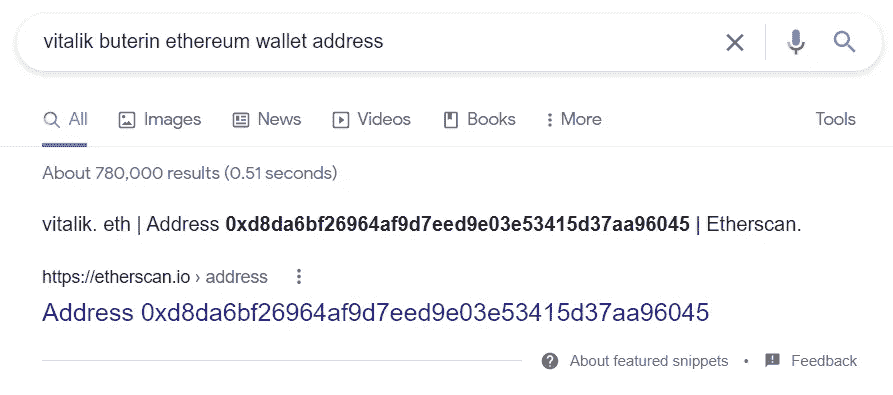 vitalik buterin ethereum wallet address
All Images News Videos Books More Tools
About 780,000 results (0.51 seconds)
vitalik. eth | Address 0xd8da6bf26964af9d7eed9e03e53415d37aa96045 | Etherscan.
https://etherscan.io › address
Address 0xd8da6bf26964af9d7eed9e03e53415d37aa96045
About featured snippets • Feedback